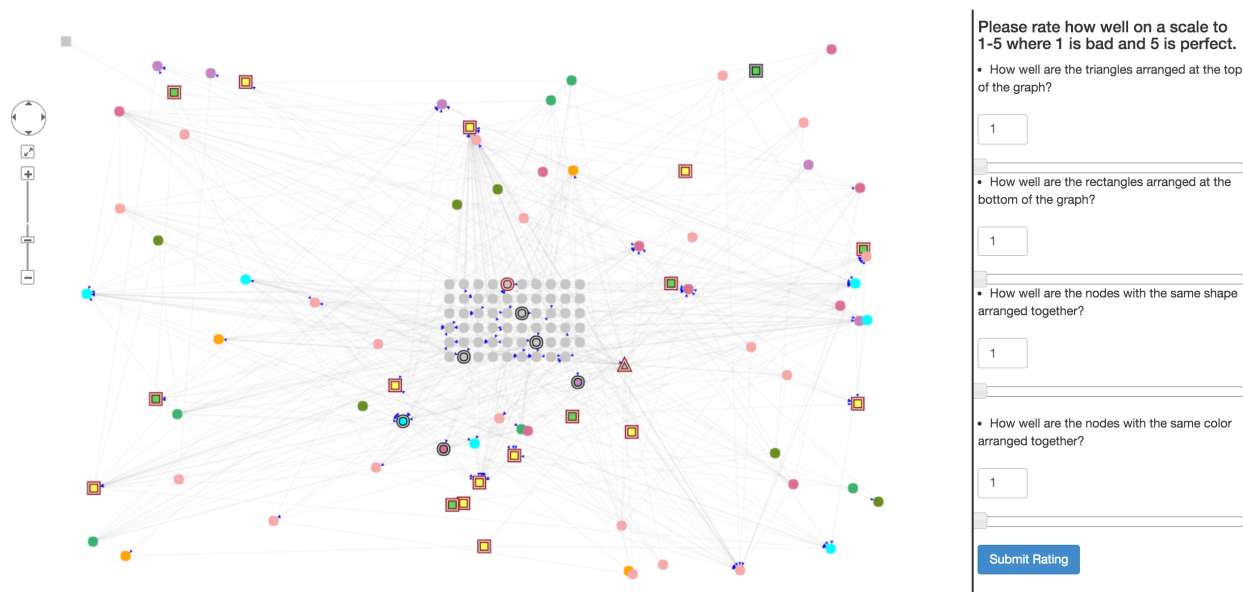 Please rate how well on a scale to
1-5 where 1 is bad and 5 is perfect.
• How well are the triangles arranged at the top
of the graph?
1
• How well are the rectangles arranged at the
bottom of the graph?
1
• How well are the nodes with the same shape
arranged together?
1
• How well are the nodes with the same color
arranged together?
1
Submit Rating